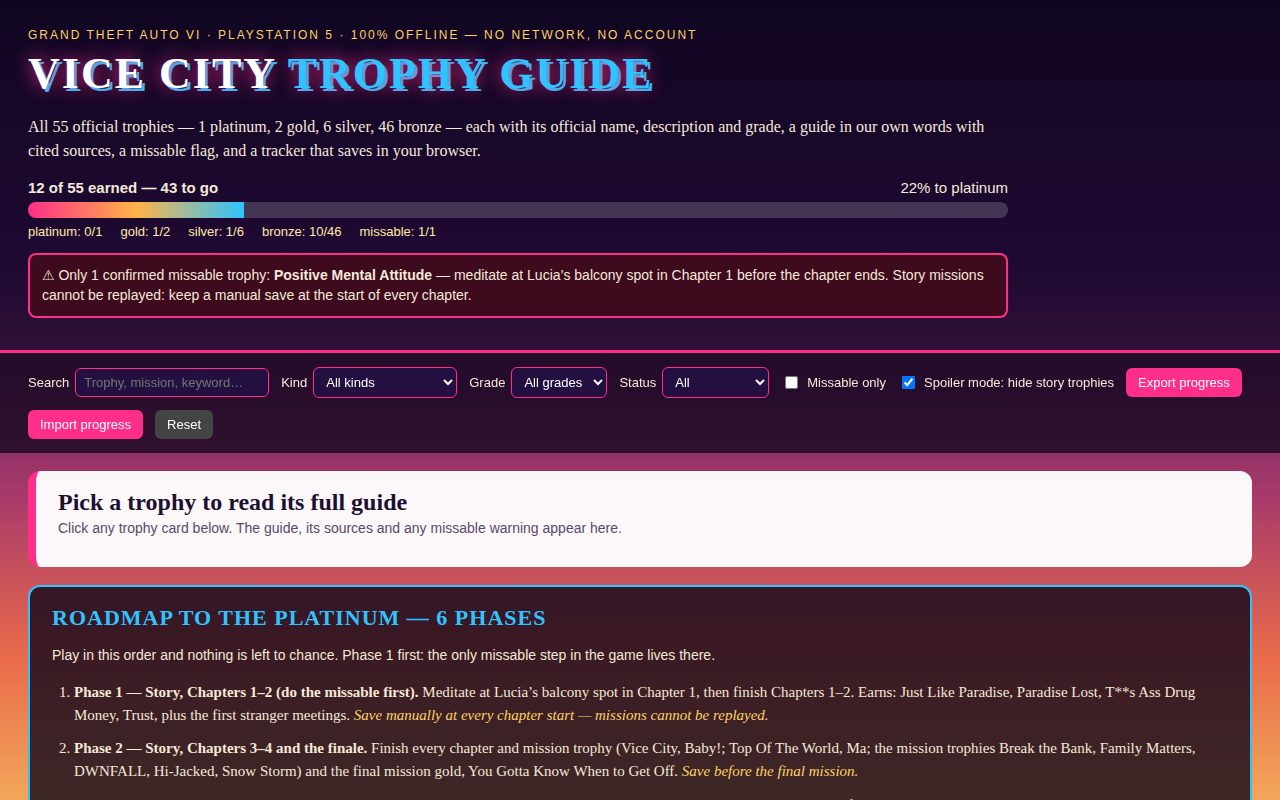 GRAND THEFT AUTO VI · PLAYSTATION 5 · 100% OFFLINE — NO NETWORK, NO ACCOUNT
VICE CITY TROPHY GUIDE
All 55 official trophies — 1 platinum, 2 gold, 6 silver, 46 bronze — each with its official name, description and grade, a guide in our own words with
cited sources, a missable flag, and a tracker that saves in your browser.
12 of 55 earned — 43 to go 22% to platinum
platinum: 0/1 gold: 1/2 silver: 1/6 bronze: 10/46 missable: 1/1
⚠ Only 1 confirmed missable trophy: Positive Mental Attitude — meditate at Lucia's balcony spot in Chapter 1 before the chapter ends. Story missions
cannot be replayed: keep a manual save at the start of every chapter.
Search Trophy, mission, keyword… Kind All kinds Grade All grades Status All Missable only Spoiler mode: hide story trophies Export progress
Import progress Reset
Pick a trophy to read its full guide
Click any trophy card below. The guide, its sources and any missable warning appear here.
ROADMAP TO THE PLATINUM — 6 PHASES
Play in this order and nothing is left to chance. Phase 1 first: the only missable step in the game lives there.
1. Phase 1 — Story, Chapters 1–2 (do the missable first). Meditate at Lucia’s balcony spot in Chapter 1, then finish Chapters 1–2. Earns: Just Like Paradise, Paradise Lost, T**s Ass Drug
Money, Trust, plus the first stranger meetings. Save manually at every chapter start — missions cannot be replayed.
2. Phase 2 — Story, Chapters 3–4 and the finale. Finish every chapter and mission trophy (Vice City, Baby!; Top Of The World, Ma; the mission trophies Break the Bank, Family Matters,
DWNFALL, Hi-Jacked, Snow Storm) and the final mission gold, You Gotta Know When to Get Off. Save before the final mission.